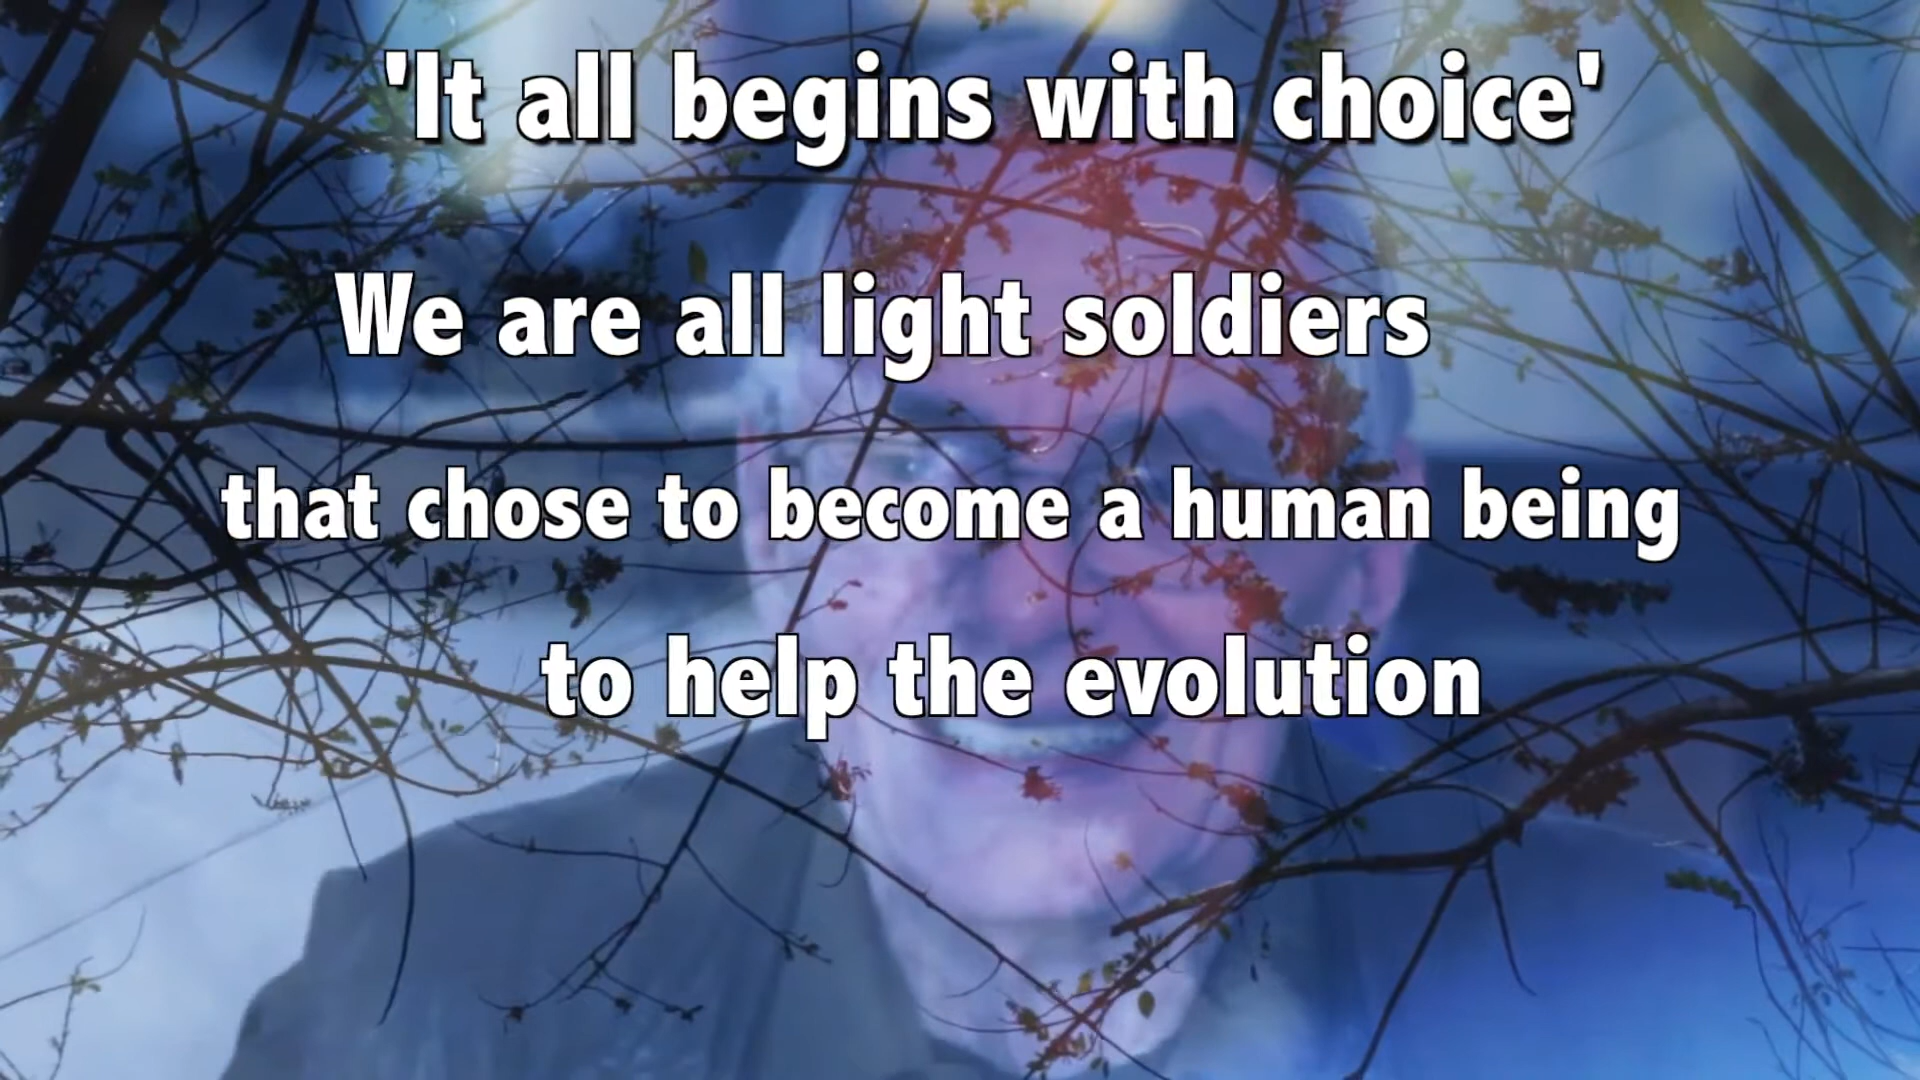 'It all begins with choice'
We are all light soldiers
that chose to become a human being
to help the evolution